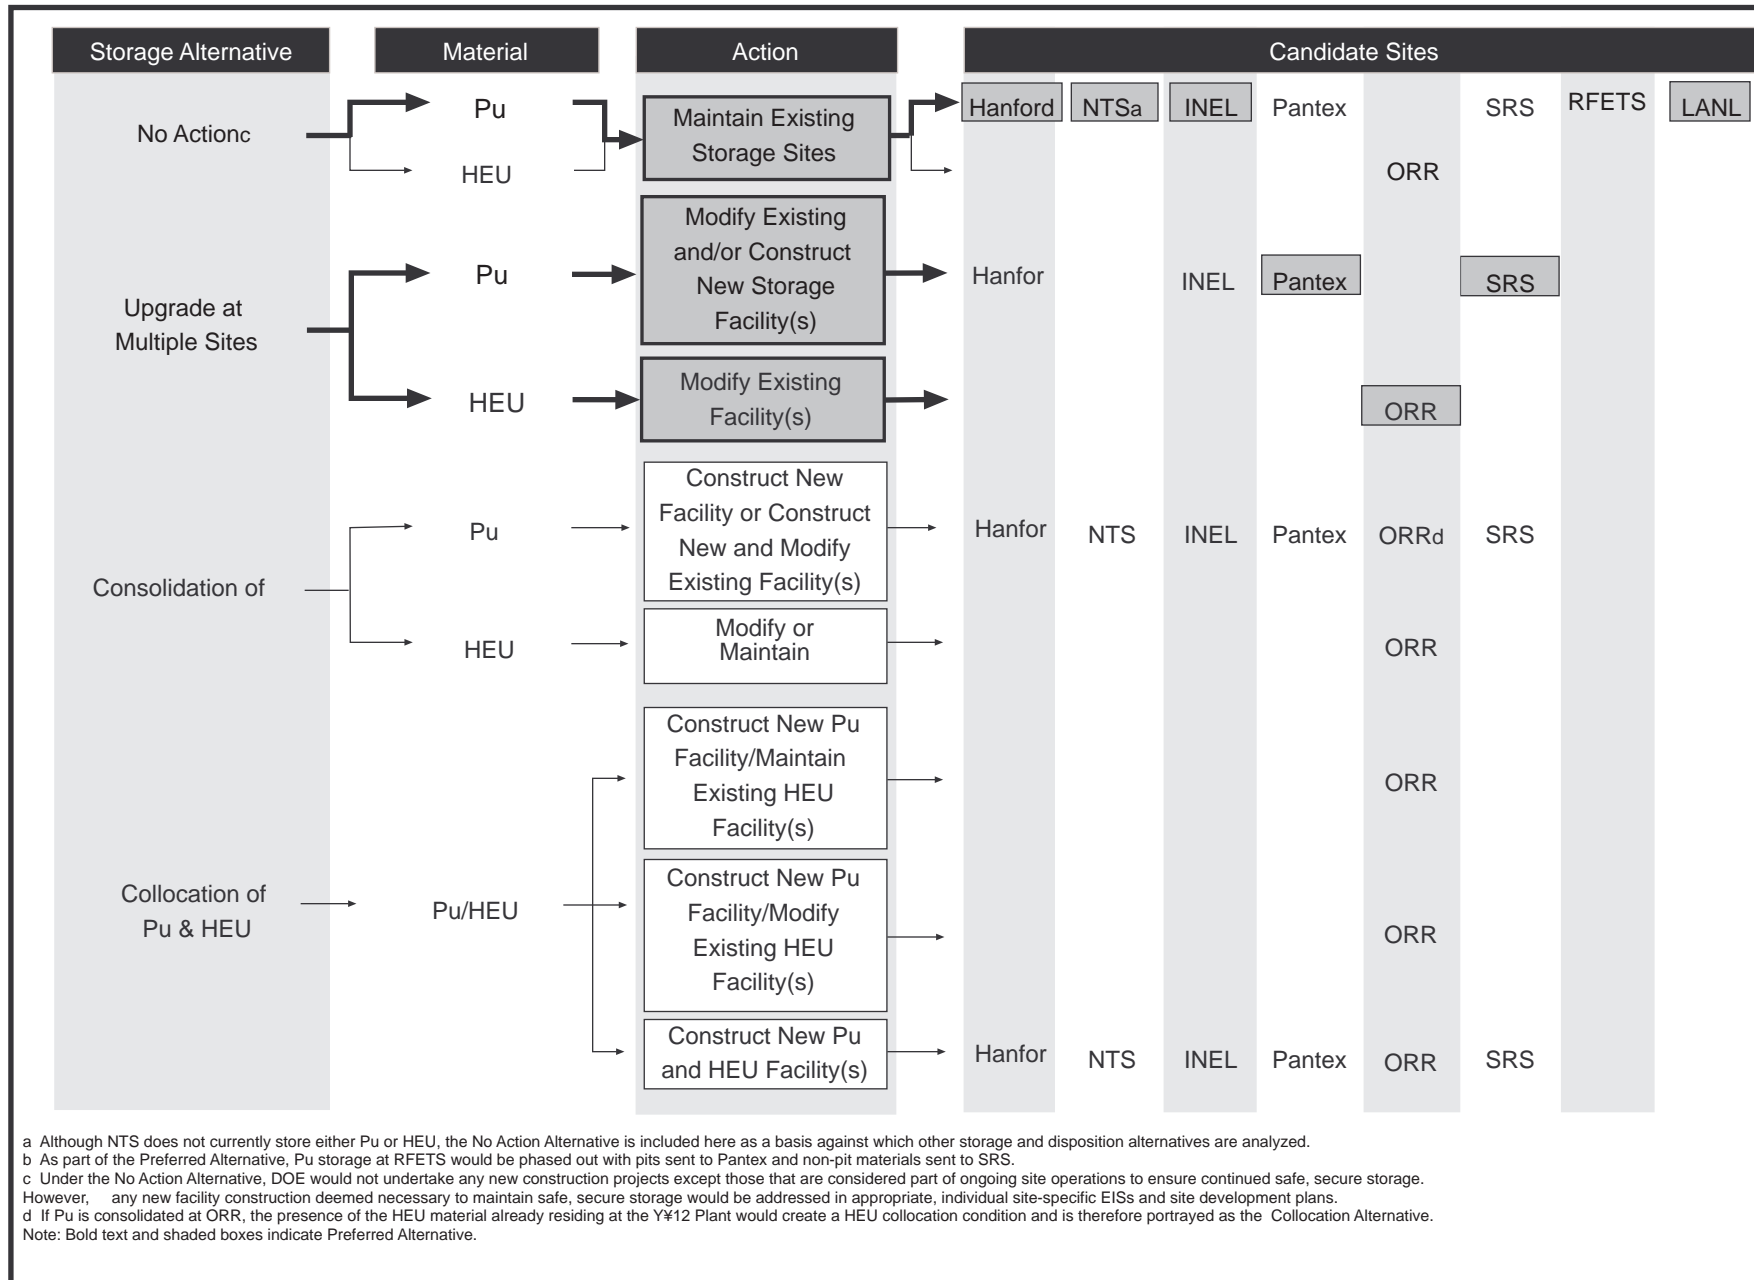 Storage Alternative Material Action Candidate Sites
No Actionc
Pu
HEU
Maintain Existing
Storage Sites
Hanford NTSa INEL Pantex SRS RFETS LANL
ORR
Upgrade at
Multiple Sites
Pu
Modify Existing
and/or Construct
New Storage
Facility(s)
Hanfor INEL Pantex SRS
HEU
Modify Existing
Facility(s)
ORR
Consolidation of
Pu
Construct New
Facility or Construct
New and Modify
Existing Facility(s)
Hanfor NTS INEL Pantex ORRd SRS
HEU
Modify or
Maintain
ORR
Collocation of
Pu & HEU
Pu/HEU
Construct New Pu
Facility/Maintain
Existing HEU
Facility(s)
ORR
Construct New Pu
Facility/Modify
Existing HEU
Facility(s)
ORR
Construct New Pu
and HEU Facility(s)
Hanfor NTS INEL Pantex ORR SRS
a Although NTS does not currently store either Pu or HEU, the No Action Alternative is included here as a basis against which other storage and disposition alternatives are analyzed.
b As part of the Preferred Alternative, Pu storage at RFETS would be phased out with pits sent to Pantex and non-pit materials sent to SRS.
c Under the No Action Alternative, DOE would not undertake any new construction projects except those that are considered part of ongoing site operations to ensure continued safe, secure storage.
However, any new facility construction deemed necessary to maintain safe, secure storage would be addressed in appropriate, individual site-specific EISs and site development plans.
d If Pu is consolidated at ORR, the presence of the HEU material already residing at the Y¥12 Plant would create a HEU collocation condition and is therefore portrayed as the Collocation Alternative.
Note: Bold text and shaded boxes indicate Preferred Alternative.